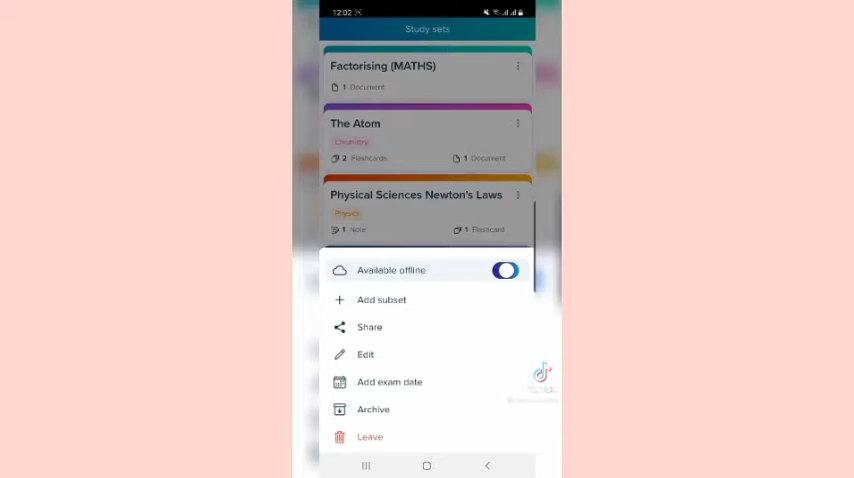 12:02
Study sets
Factorising (MATHS)
1 Document
The Atom
Chemistry
2 Flashcards
1 Document
Physical Sciences Newton's Laws
Physics
1 Note
1 Flashcard
Available offline
Add subset
Share
Edit
Add exam date
Archive
Leave